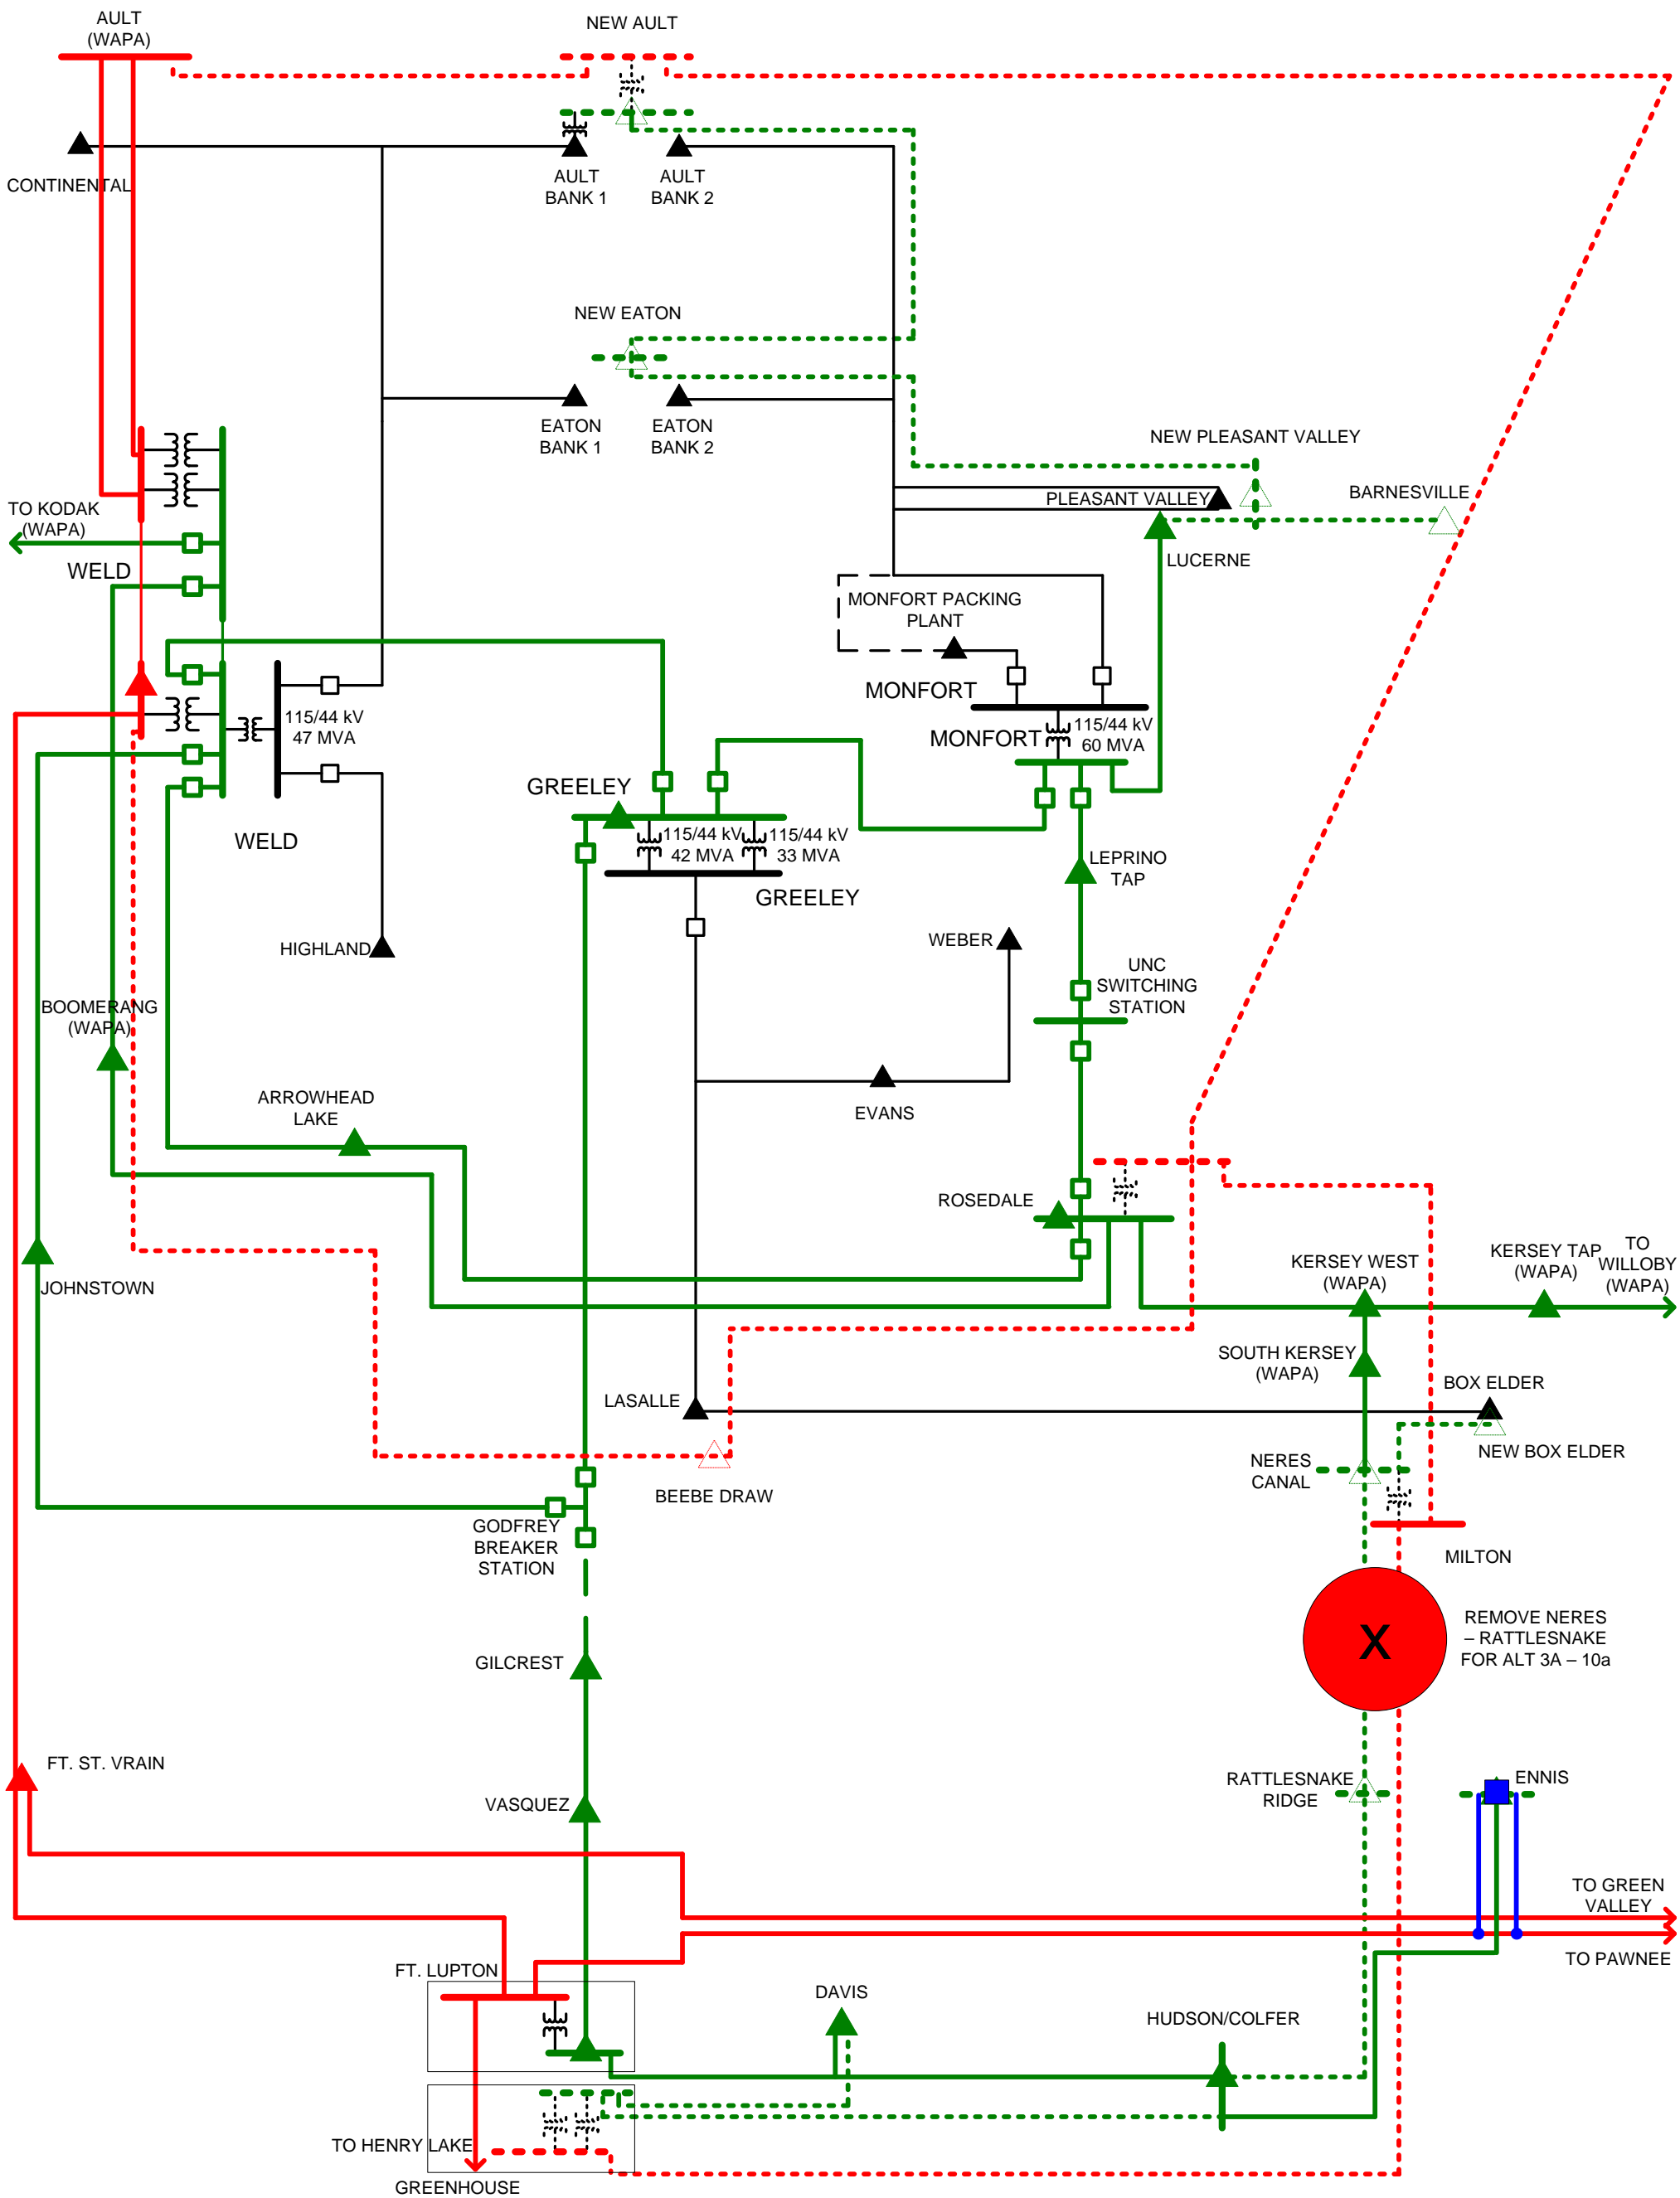 AULT
(WAPA)
NEW AULT
CONTINENTAL
AULT
BANK 1
AULT
BANK 2
NEW EATON
EATON
BANK 1
EATON
BANK 2
NEW PLEASANT VALLEY
PLEASANT VALLEY
BARNESVILLE
TO KODAK
(WAPA)
WELD
LUCERNE
MONFORT PACKING
PLANT
MONFORT
115/44 kV
47 MVA
MONFORT
115/44 kV
60 MVA
GREELEY
WELD
115/44 kV
42 MVA
115/44 kV
33 MVA
LEPRINO
TAP
GREELEY
HIGHLAND
WEBER
UNC
SWITCHING
STATION
BOOMERANG
(WAPA)
ARROWHEAD
LAKE
EVANS
ROSEDALE
JOHNSTOWN
KERSEY WEST
(WAPA)
KERSEY TAP
(WAPA)
TO
WILLOBY
(WAPA)
SOUTH KERSEY
(WAPA)
LASALLE
BOX ELDER
NEW BOX ELDER
NERES
CANAL
BEEBE DRAW
GODFREY
BREAKER
STATION
MILTON
X
REMOVE NERES
– RATTLESNAKE
FOR ALT 3A – 10a
GILCREST
FT. ST. VRAIN
RATTLESNAKE
RIDGE
ENNIS
VASQUEZ
TO GREEN
VALLEY
TO PAWNEE
FT. LUPTON
DAVIS
HUDSON/COLFER
TO HENRY LAKE
GREENHOUSE